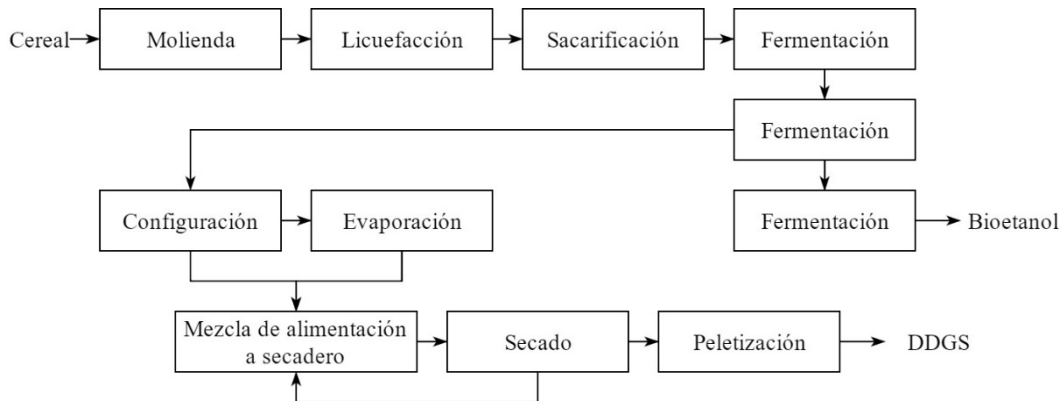 Cereal
Molienda
Licuefacción
Sacarificación
Fermentación
Fermentación
Configuración
Evaporación
Fermentación
Bioetanol
Mezcla de alimentación
a secadero
Secado
Peletización
DDGS